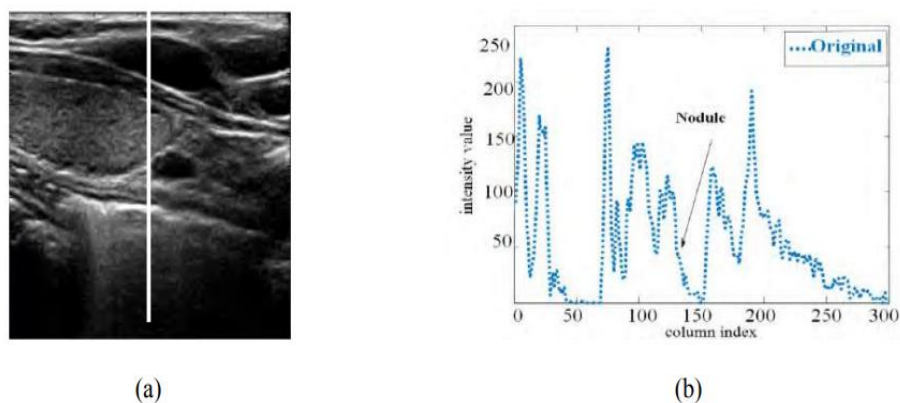 250
200
150
100
50
intensity value
Original
Nodule
0 50 100 150 200 250 300
column index
(a) (b)